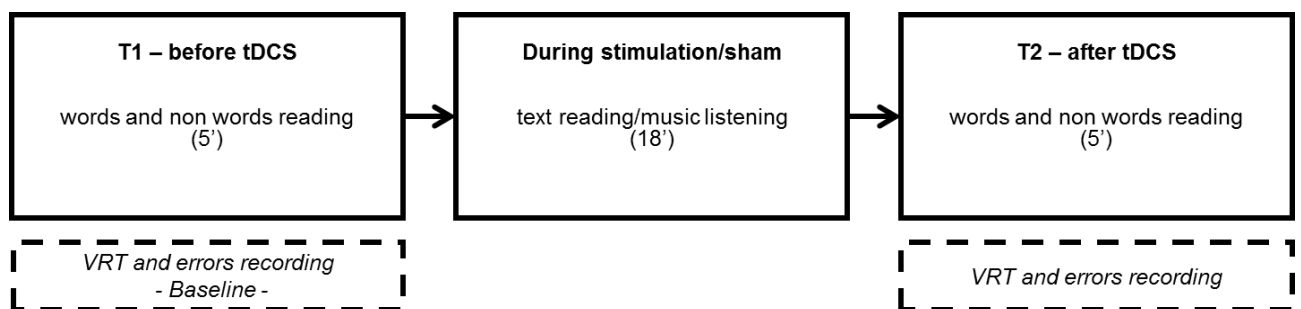 T1 – before tDCS
words and non words reading
(5’)
During stimulation/sham
text reading/music listening
(18’)
T2 – after tDCS
words and non words reading
(5’)
VRT and errors recording
- Baseline -
VRT and errors recording